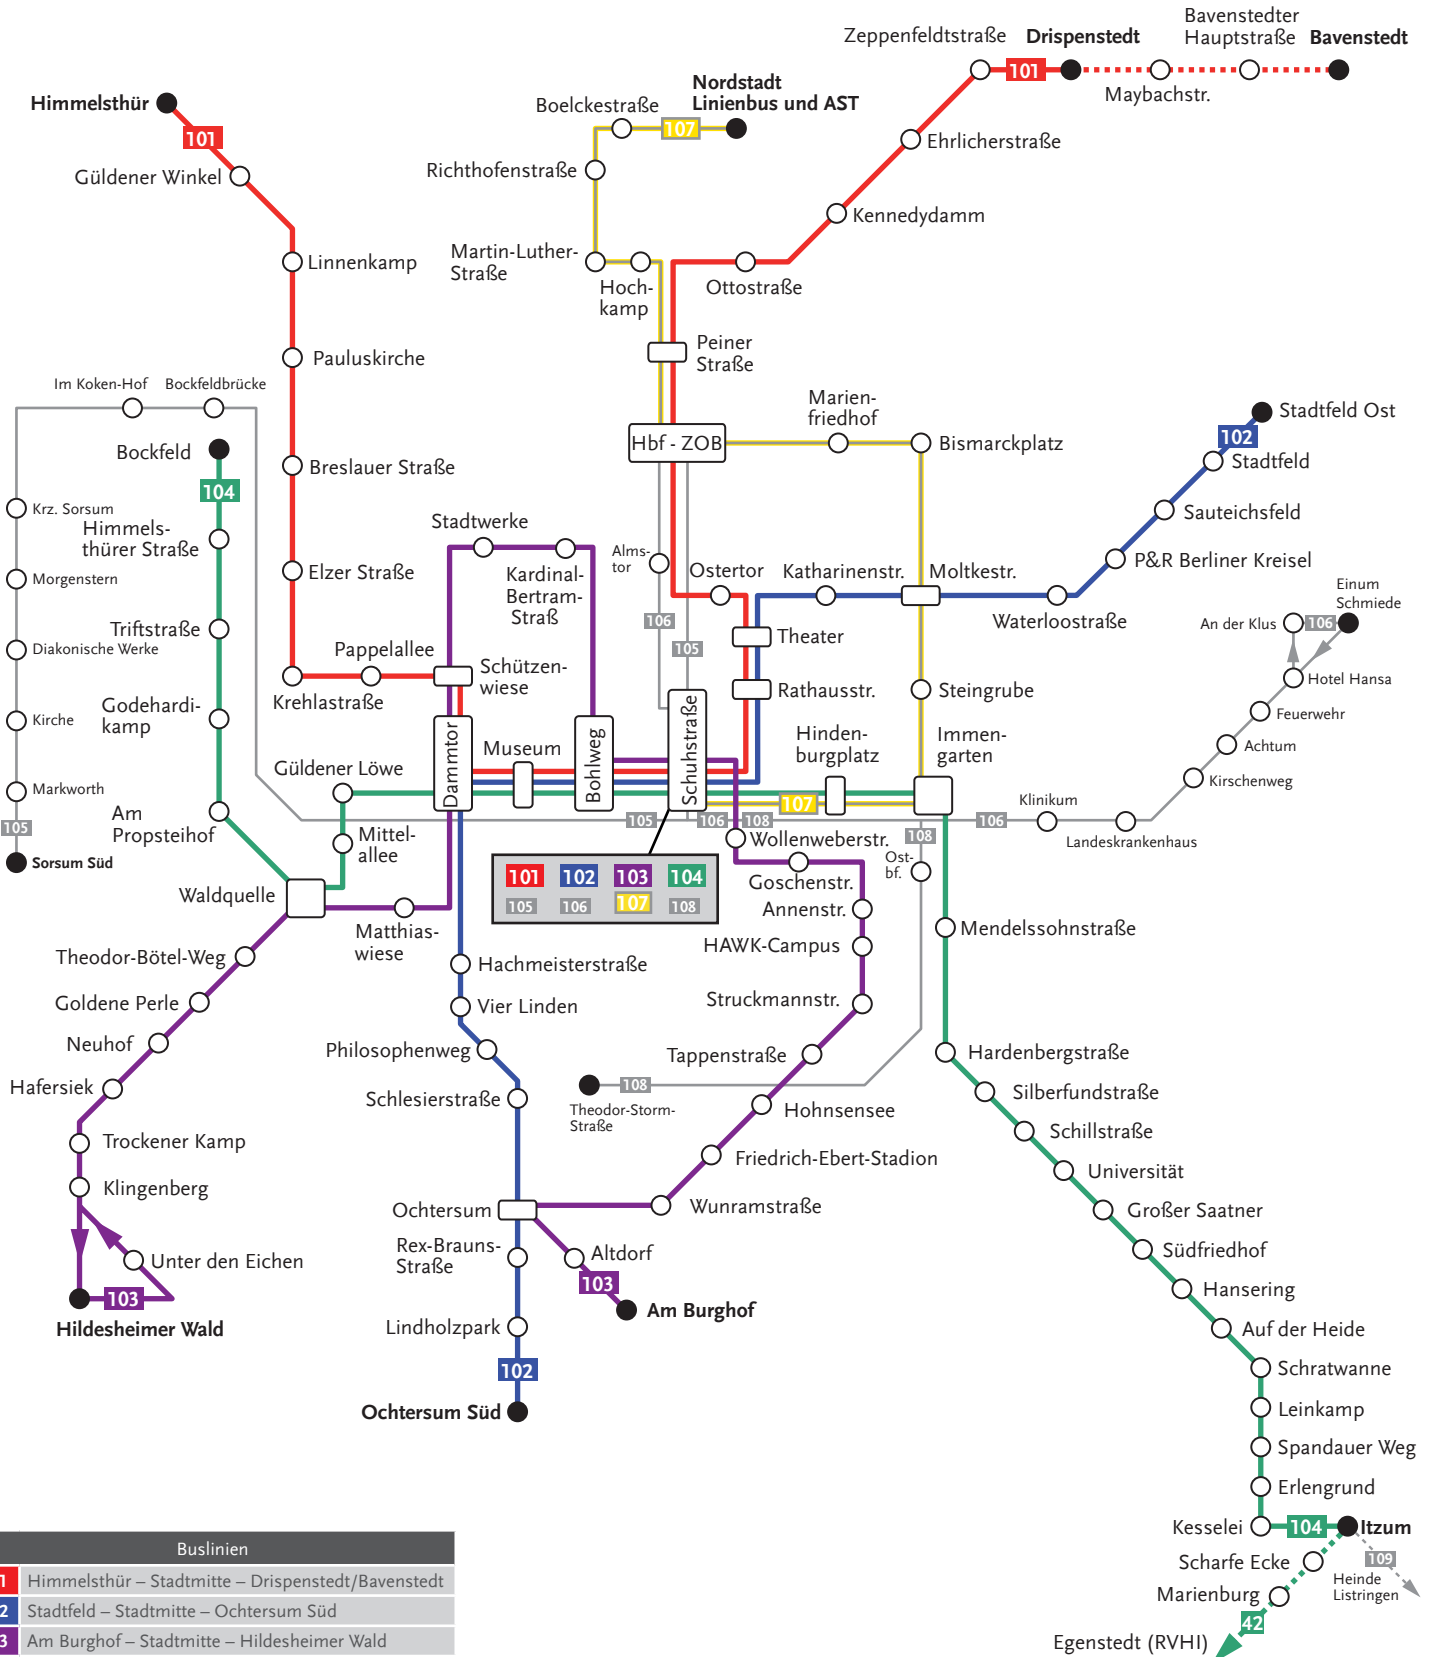 Bavenstedter
Zeppenfeldtstraße
Drispenstedt
Hauptstraße
Bavenstedt
101
Maybachstr.
Nordstadt
Linienbus und AST
Himmelsthür
Boelckestraße
107
101
Ehrlicherstraße
Güldener Winkel
Richthofenstraße
Kennedydamm
Linnenkamp
Martin-Luther-
Straße
Hoch-
kamp
Ottostraße
Pauluskirche
Peiner
Straße
Im Koken-Hof
Bockfeldbrücke
Marien-
friedhof
Stadtfeld Ost
Bockfeld
Hbf - ZOB
Bismarckplatz
102
Stadtfeld
Breslauer Straße
104
Krz. Sorsum
Himmels-
thürer Straße
Stadtwerke
Sauteichsfeld
Alms-
tor
P&R Berliner Kreisel
Morgenstern
Elzer Straße
Kardinal-
Bertram-
Straß
Ostertor
Katharinenstr.
Moltkestr.
Einum
Schmiede
Triftstraße
106
Waterloostraße
An der Klus
106
Diakonische Werke
Pappelallee
105
Theater
Schützen-
wiese
Hotel Hansa
Krehlastraße
Rathausstr.
Steingrube
Godehardi-
kamp
Kirche
Feuerwehr
Dammtor
Museum
Bohlweg
Schuhstraße
Hinden-
burgplatz
Immen-
garten
Achtum
Güldener Löwe
Kirschenweg
Markworth
107
Klinikum
Am
Propsteihof
105
105
106
108
106
Mittel-
allee
Wollenweberstr.
108
Landeskrankenhaus
Sorsum Süd
Ost-
bf.
101
102
103
104
105
106
107
108
Goschenstr.
Waldquelle
Annenstr.
Matthias-
wiese
HAWK-Campus
Mendelssohnstraße
Theodor-Bötel-Weg
Hachmeisterstraße
Goldene Perle
Vier Linden
Struckmannstr.
Neuhof
Philosophenweg
Tappenstraße
Hardenbergstraße
Hafersiek
Schlesierstraße
108
Silberfundstraße
Theodor-Storm-
Straße
Hohnsensee
Trockener Kamp
Schillstraße
Friedrich-Ebert-Stadion
Klingenberg
Universität
Ochtersum
Wunramstraße
Großer Saatner
Rex-Brauns-
Straße
Altdorf
Südfriedhof
Unter den Eichen
103
103
Hansering
Hildesheimer Wald
Am Burghof
Lindholzpark
Auf der Heide
102
Schratwanne
Ochtersum Süd
Leinkamp
Spandauer Weg
Erlengrund
Kesselei
104
Itzum
Scharfe Ecke
109
Marienburg
Heinde
Listringen
42
Egenstedt (RVHI)
Buslinien
1 Himmelsthür – Stadtmitte – Drispenstedt/Bavenstedt
2 Stadtfeld – Stadtmitte – Ochtersum Süd
3 Am Burghof – Stadtmitte – Hildesheimer Wald